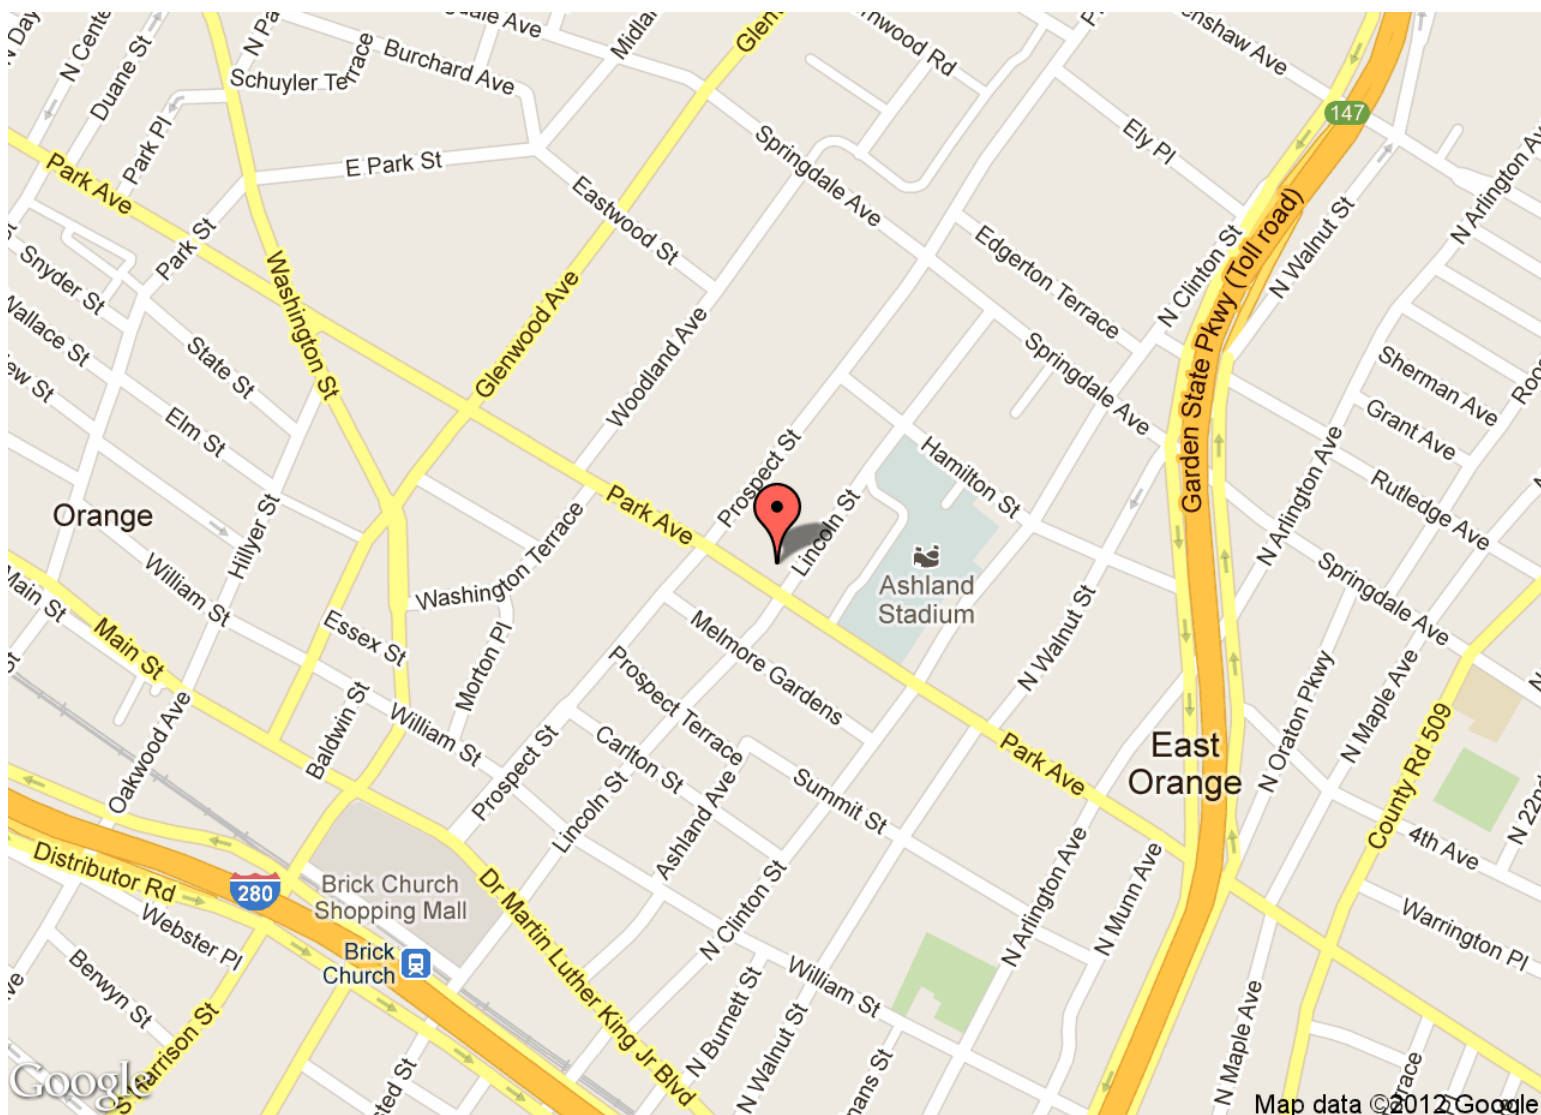 N Center
Duane St
Schuyler Terrace
Burchard Ave
Springdale Ave
Ely Pl
147
Park Pl
E Park St
Park Ave
Eastwood St
Park St
Snyder St
Wallace St
Washington St
Glenwood Ave
Woodland Ave
Edgerton Terrace
N Clinton St
N Walnut St
Garden State Pkwy (Toll road)
N Arlington Ave
State St
Elm St
Springdale Ave
Sherman Ave
Grant Ave
Rutledge Ave
Hamilton St
Prospect St
Park Ave
Lincoln St
Orange
Hillyer St
Washington Terrace
William St
Main St
Main St
Essex St
Ashland
Stadium
N Arlington Ave
Springdale Ave
N Walnut St
Melmore Gardens
Morton Pl
Baldwin St
William St
Prospect Terrace
Oakwood Ave
Prospect St
Carlton St
Lincoln St
Ashland Ave
Summit St
Park Ave
East
Orange
N Oraton Pkwy
N Maple Ave
County Rd 509
4th Ave
N 22nd
Distributor Rd
280
Brick Church
Shopping Mall
Brick
Church
Webster Pl
Berwyn St
S Harrison St
Dr Martin Luther King Jr Blvd
N Clinton St
N Burnett St
N Walnut St
William St
N Arlington Ave
N Munn Ave
Warrington Pl
N Maple Ave
Google
Map data ©2012 Google